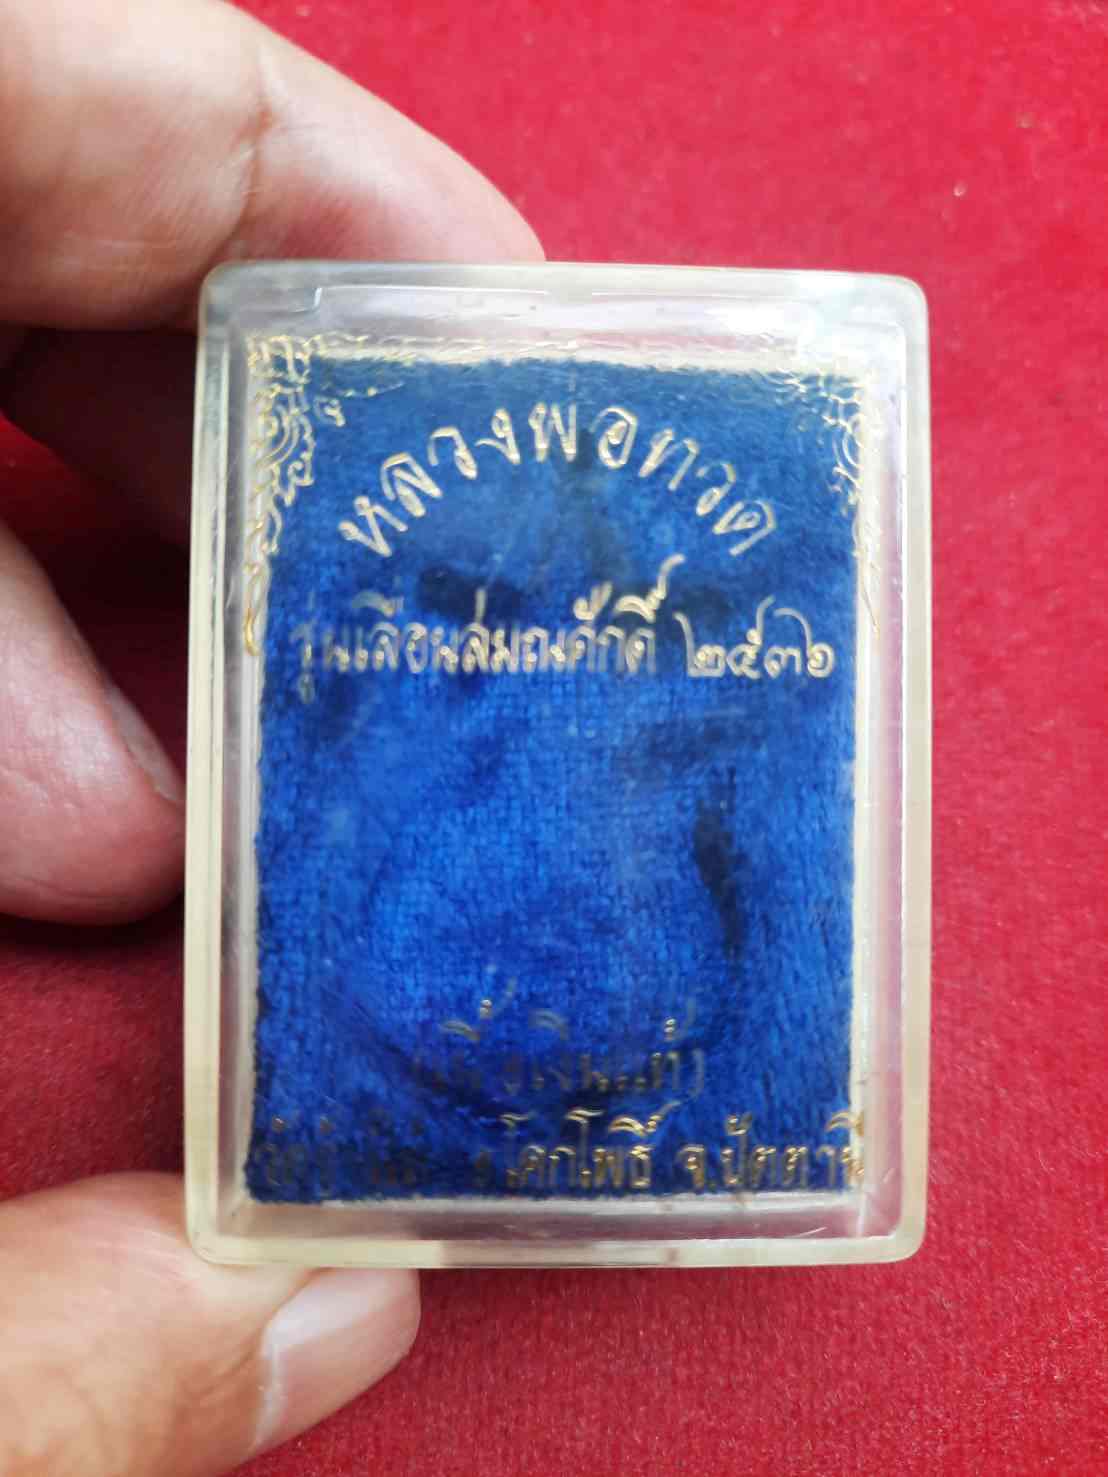 หลวงพอทวด
รุ่นเลื่อนสมณศักดิ์ ๒๕๓๖
(เนื้อเงินแท้)
อ.โคกโพธิ์ จ.ปัตตานี